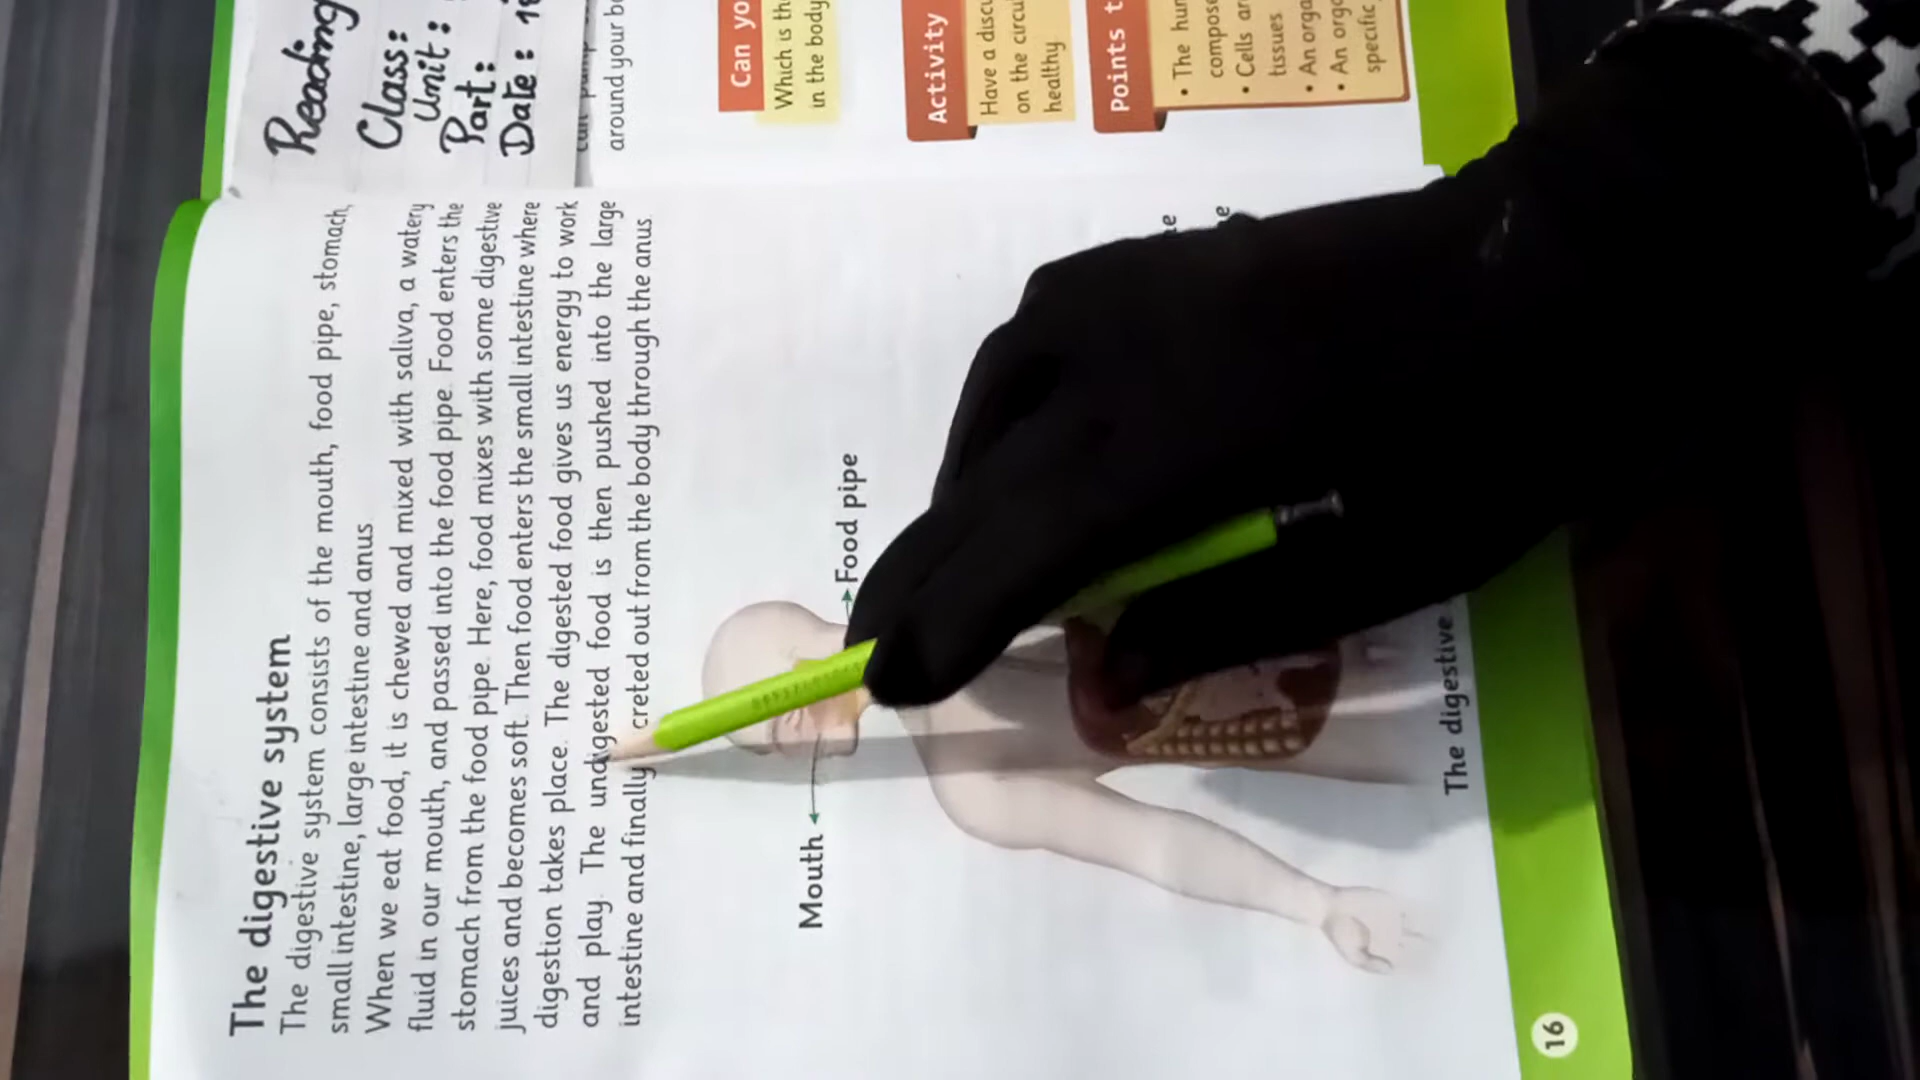 The digestive system
The digestive system consists of the mouth, food pipe, stomach,
small intestine, large intestine and anus
When we eat food, it is chewed and mixed with saliva, a watery
fluid in our mouth, and passed into the food pipe. Food enters the
stomach from the food pipe. Here, food mixes with some digestive
juices and becomes soft. Then food enters the small intestine where
digestion takes place. The digested food gives us energy to work
and play. The undigested food is then pushed into the large
intestine and finally creted out from the body through the anus
Mouth
Food pipe
The digestive
16
Reading
Class:
Unit:
Part:
Date:
around your
Can yo
Which is th
in the body
Activity
Have a discu
on the circu
healthy
Points t
• The hum
compose
• Cells ar
tissues
• An orga
• An orga
specific